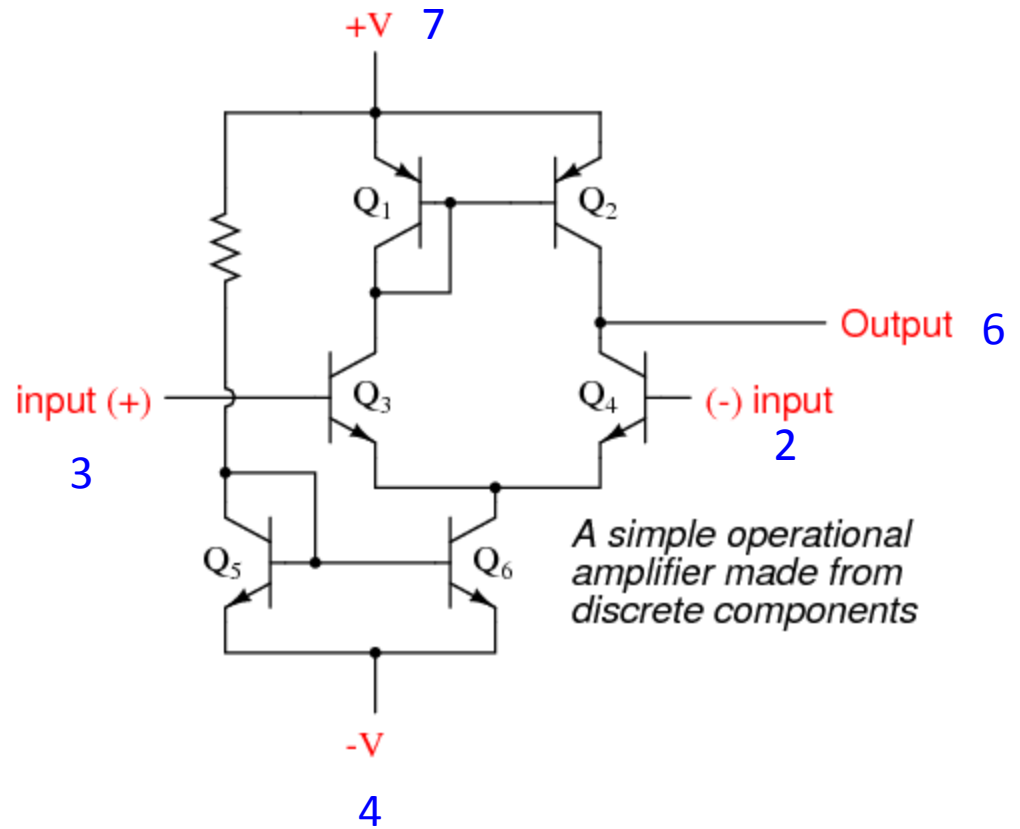 +V 7
Q1 Q2
Output 6
input (+) Q3 Q4 (-) input
3 2
Q5 Q6
A simple operational
amplifier made from
discrete components
-V
4